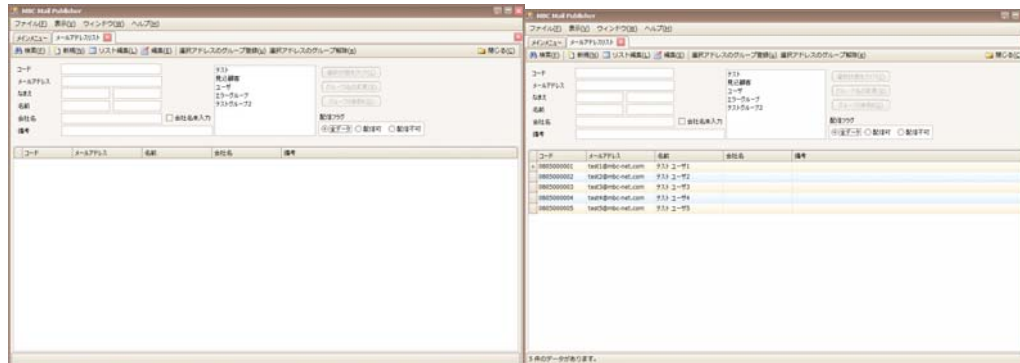 MBC Mail Publisher
ファイル(F) 表示(V) ウィンドウ(W) ヘルプ(H)
メインメニュー メールアドレスリスト
検索(F) 新規(N) リスト編集(L) 編集(E) 選択アドレスのグループ登録(s) 選択アドレスのグループ解除(x) 閉じる(C)
コード
メールアドレス
なまえ
名前
会社名 会社名未入力
備考
テスト
見込顧客
ユーザ
エラーグループ
テストグループ2
配信フラグ
全データ 配信可 配信不可
コード メールアドレス 名前 会社名 備考
MBC Mail Publisher
ファイル(F) 表示(V) ウィンドウ(W) ヘルプ(H)
メインメニュー メールアドレスリスト
検索(F) 新規(N) リスト編集(L) 編集(E) 選択アドレスのグループ登録(s) 選択アドレスのグループ解除(x) 閉じる(C)
コード
メールアドレス
なまえ
名前
会社名 会社名未入力
備考
テスト
見込顧客
ユーザ
エラーグループ
テストグループ2
配信フラグ
全データ 配信可 配信不可
コード メールアドレス 名前 会社名 備考
0805000001 test1@mbc-net.com テスト ユーザ1
0805000002 test2@mbc-net.com テスト ユーザ2
0805000003 test3@mbc-net.com テスト ユーザ3
0805000004 test4@mbc-net.com テスト ユーザ4
0805000005 test5@mbc-net.com テスト ユーザ5
5 件のデータがあります。